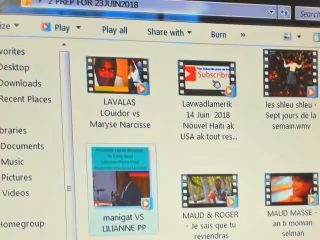 2 PREP FOR 23JUIN2018
Play Play all Share with Burn
Search
Desktop
Downloads
Recent Places
Documents
Music
Pictures
Videos
Homegroup
LAVALAS
LOuidor vs
Maryse Narcisse
Subscribe
Lavwadlamerik
14 Juin 2018
Nouvel Haiti ak
USA ak tout res...
les shleu shleu -
Sept jours de la
semain.wmv
manigat VS
LILIANNE PP
MAUD & ROGER
- Je sais que tu
reviendras
MAUD MASSE -
an ti moman
selman